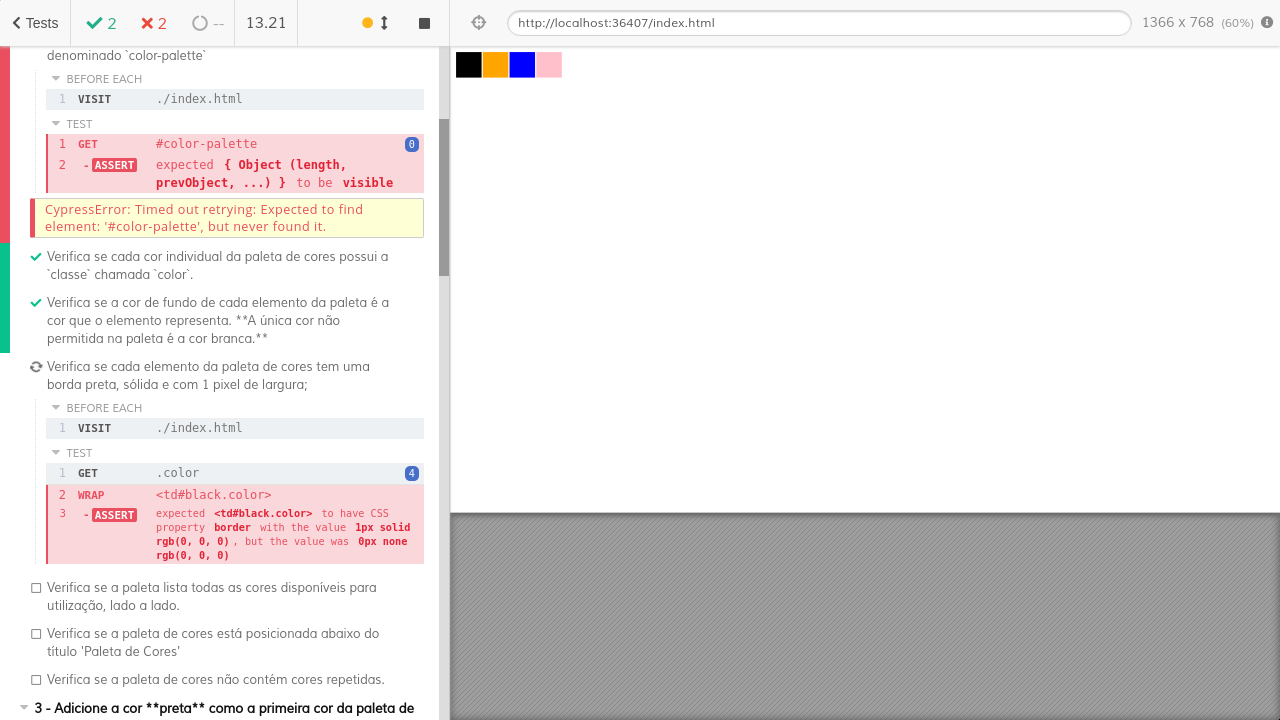 Tests 2 2 -- 13.21 http://localhost:36407/index.html 1366 x 768 (60%)
denominado `color-palette`
BEFORE EACH
1 VISIT ./index.html
TEST
1 GET #color-palette 0
2 - ASSERT expected { Object (length,
prevObject, ...) } to be visible
CypressError: Timed out retrying: Expected to find
element: '#color-palette', but never found it.
Verifica se cada cor individual da paleta de cores possui a
`classe` chamada `color`.
Verifica se a cor de fundo de cada elemento da paleta é a
cor que o elemento representa. **A única cor não
permitida na paleta é a cor branca.**
Verifica se cada elemento da paleta de cores tem uma
borda preta, sólida e com 1 pixel de largura;
BEFORE EACH
1 VISIT ./index.html
TEST
1 GET .color 4
2 WRAP <td#black.color>
3 - ASSERT expected <td#black.color> to have CSS
property border with the value 1px solid
rgb(0, 0, 0), but the value was 0px none
rgb(0, 0, 0)
Verifica se a paleta lista todas as cores disponíveis para
utilização, lado a lado.
Verifica se a paleta de cores está posicionada abaixo do
título 'Paleta de Cores'
Verifica se a paleta de cores não contém cores repetidas.
3 - Adicione a cor **preta** como a primeira cor da paleta de